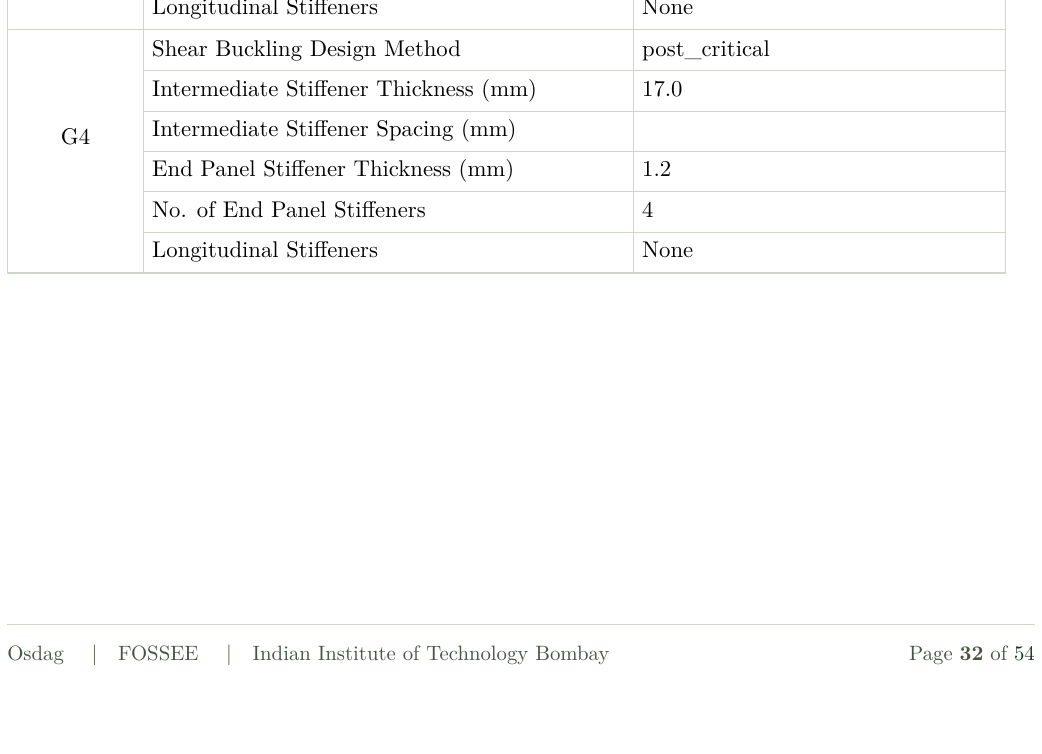 Longitudinal Stiffeners None
G4
Shear Buckling Design Method post_critical
Intermediate Stiffener Thickness (mm) 17.0
Intermediate Stiffener Spacing (mm)
End Panel Stiffener Thickness (mm) 1.2
No. of End Panel Stiffeners 4
Longitudinal Stiffeners None
Osdag | FOSSEE | Indian Institute of Technology Bombay Page 32 of 54